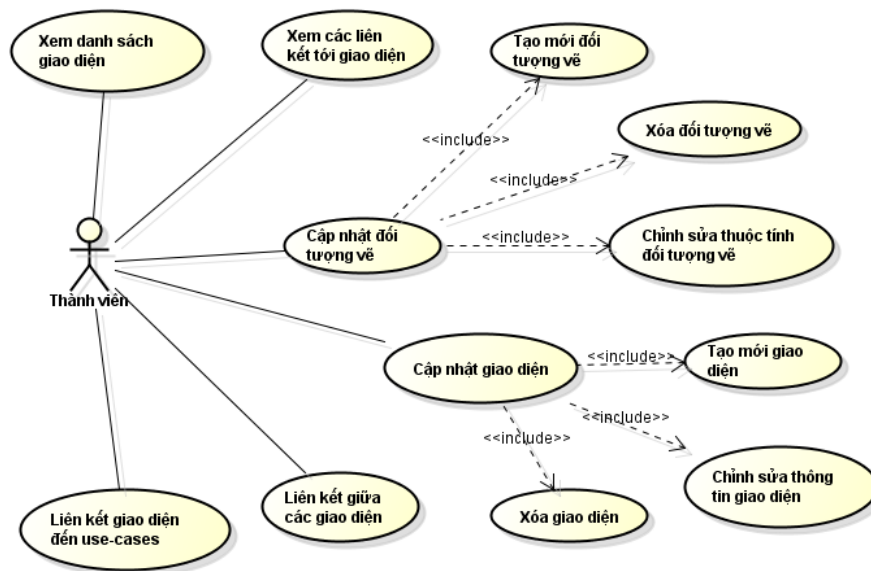 Xem danh sách
giao diện
Xem các liên
kết tới giao diện
Tạo mới đối
tượng vẽ
<<include>>
Xóa đối tượng vẽ
<<include>>
Cập nhật đối
tượng vẽ
<<include>>
Chỉnh sửa thuộc tính
đối tượng vẽ
Thành viên
Cập nhật giao diện
<<include>>
Tạo mới giao
diện
<<include>>
<<include>>
Chỉnh sửa thông
tin giao diện
Liên kết giao diện
đến use-cases
Liên kết giữa
các giao diện
Xóa giao diện